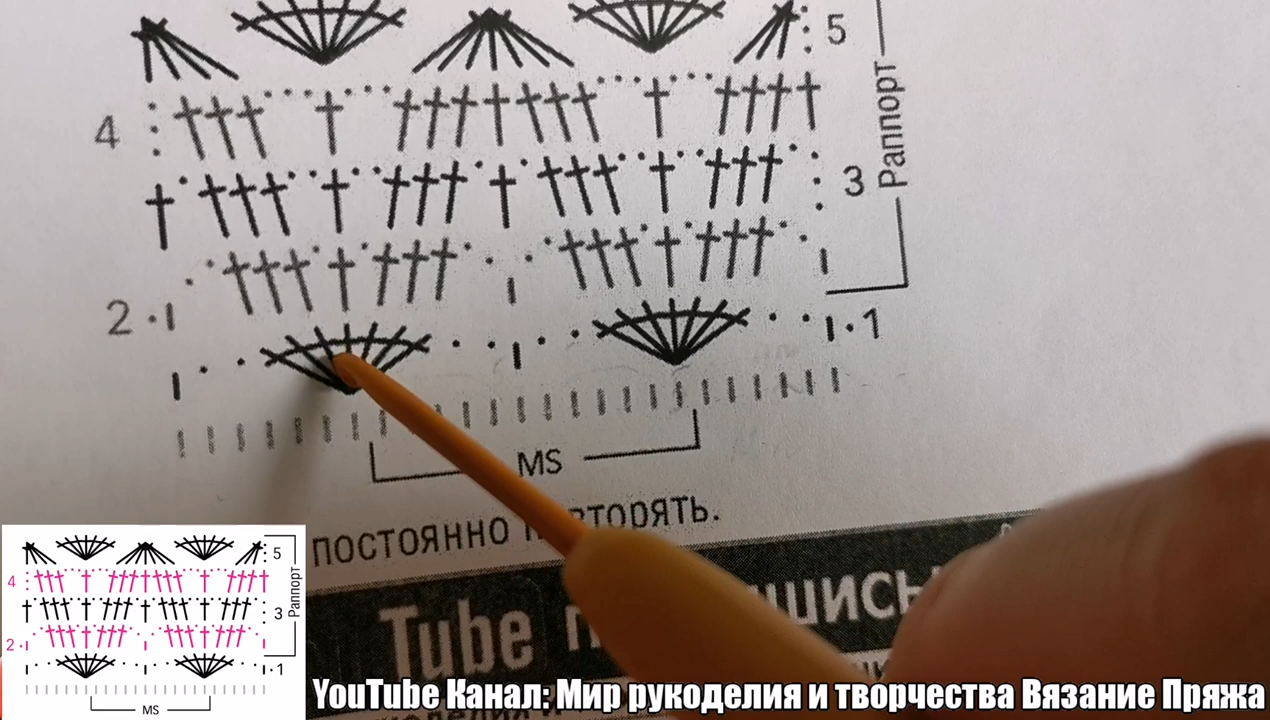 5
4
Раппорт
3
2
1
MS
постоянно повторять.
Tube
5
4
Раппорт
3
2
1
MS
YouTube Канал: Мир рукоделия и творчества Вязание Пряжа